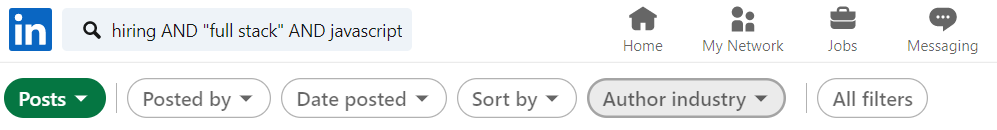 in hiring AND "full stack" AND javascript
Home My Network Jobs Messaging
Posts Posted by Date posted Sort by Author industry All filters